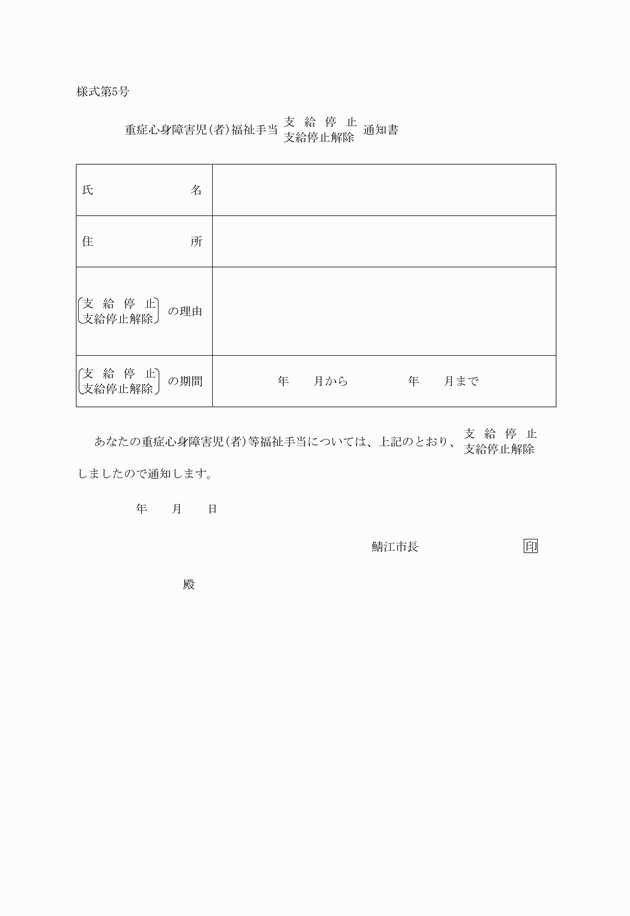 様式第5号
重症心身障害児(者)福祉手当 支給停止 通知書
支給停止解除
氏名
住所
支給停止 の理由
支給停止解除
支給停止 の期間 年 月から 年 月まで
支給停止解除
あなたの重症心身障害児(者)等福祉手当については、上記のとおり、 支給停止
支給停止解除
しましたので通知します。
年 月 日
鯖江市長 印
殿